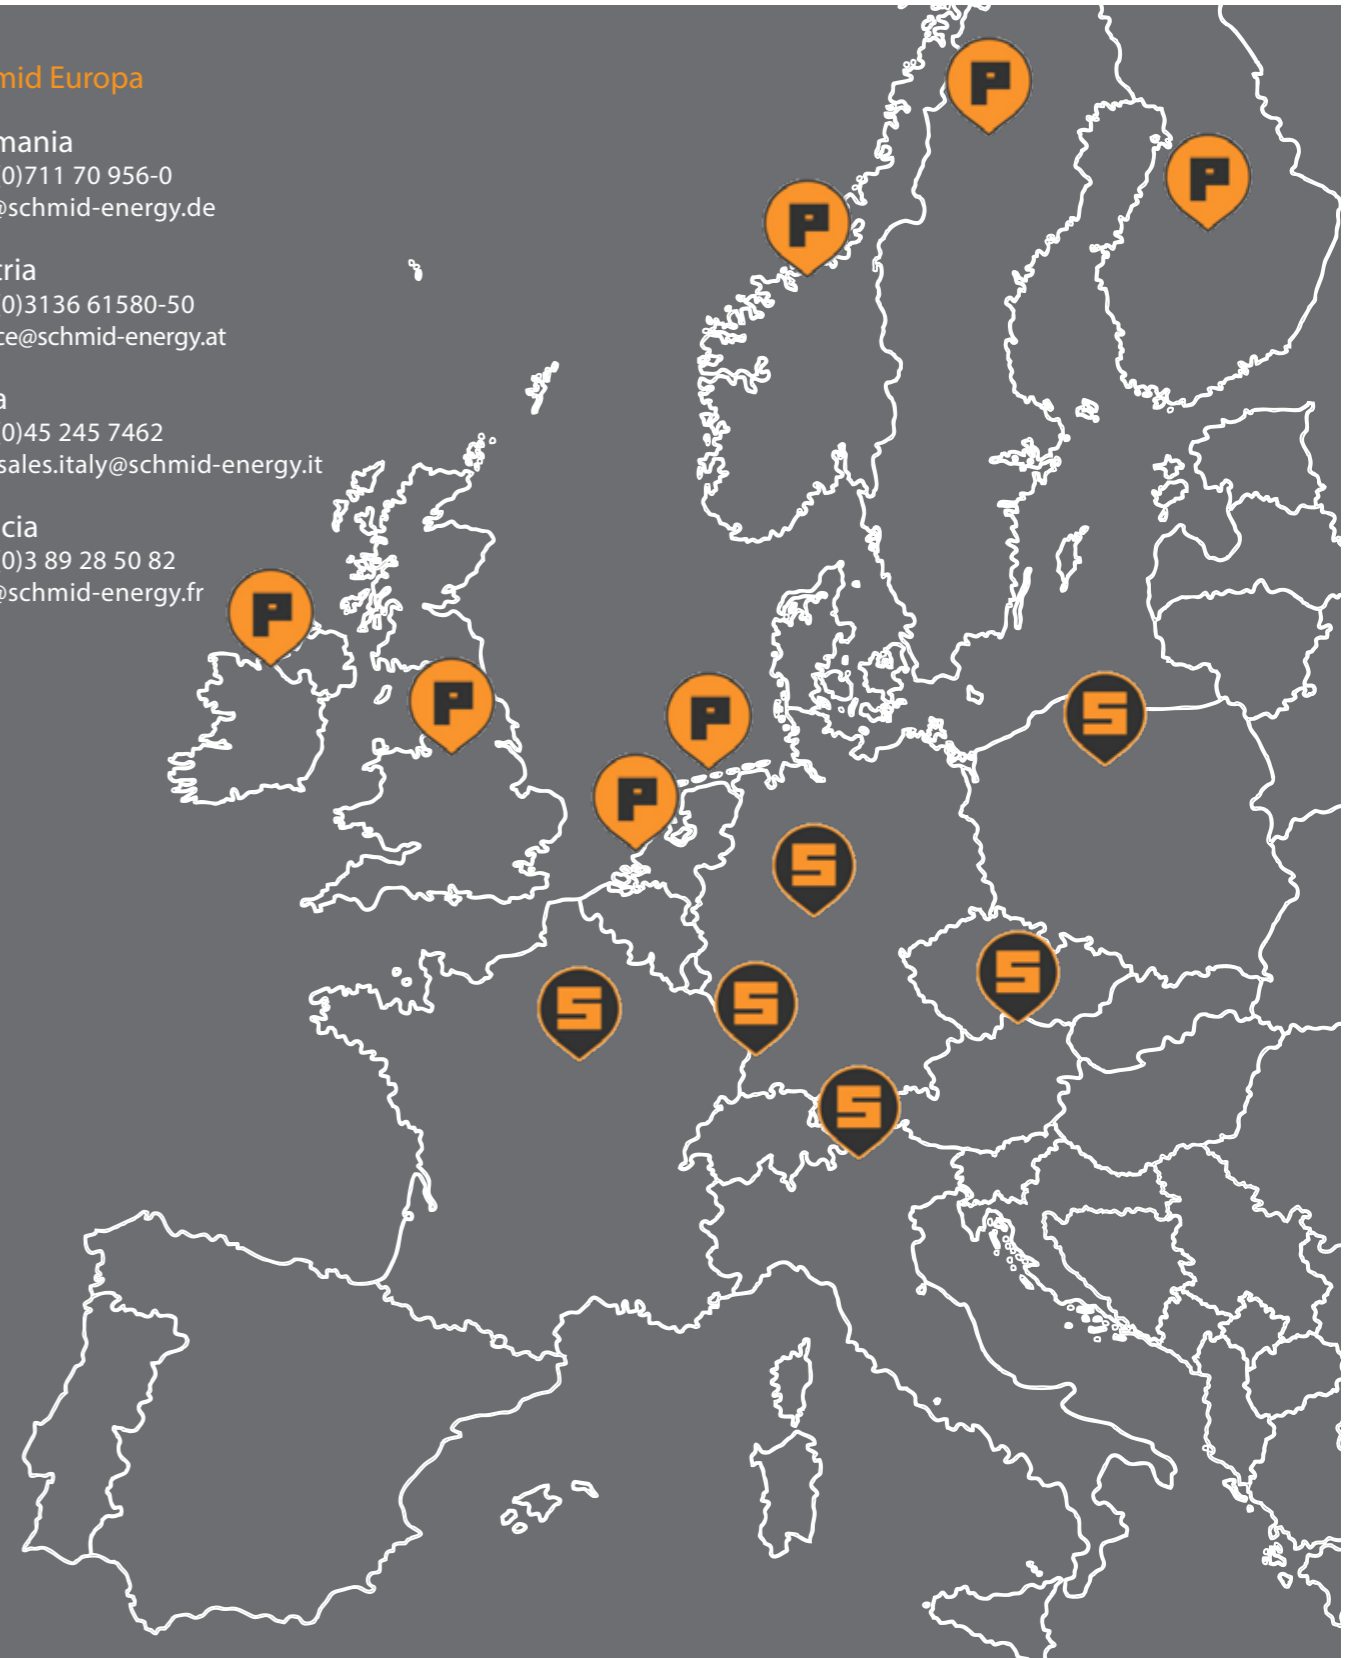 mid Europa
mania
(0)711 70 956-0
@schmid-energy.de
tria
(0)3136 61580-50
ce@schmid-energy.at
a
(0)45 245 7462
sales.italy@schmid-energy.it
cia
(0)3 89 28 50 82
@schmid-energy.fr
P
P
P
P
P
P
P
S
S
S
S
S
S